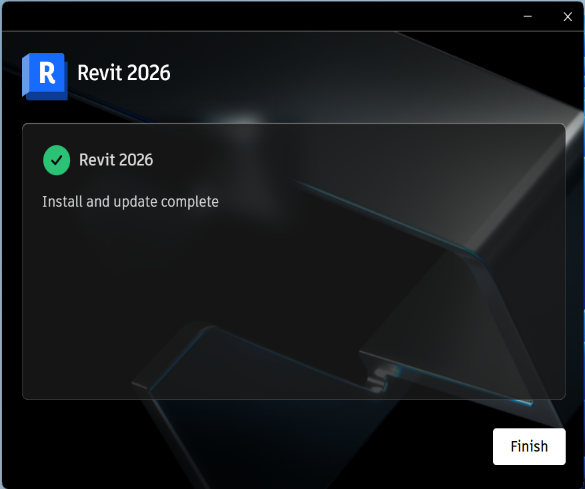 R
Revit 2026
Revit 2026
Install and update complete
Finish